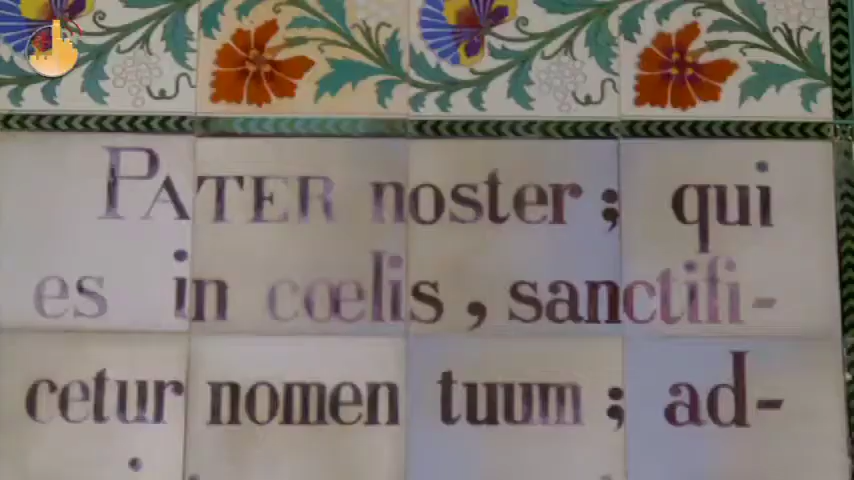 PATER noster ; qui
es in cœlis , sanctifi-
cetur nomen tuum ; ad-